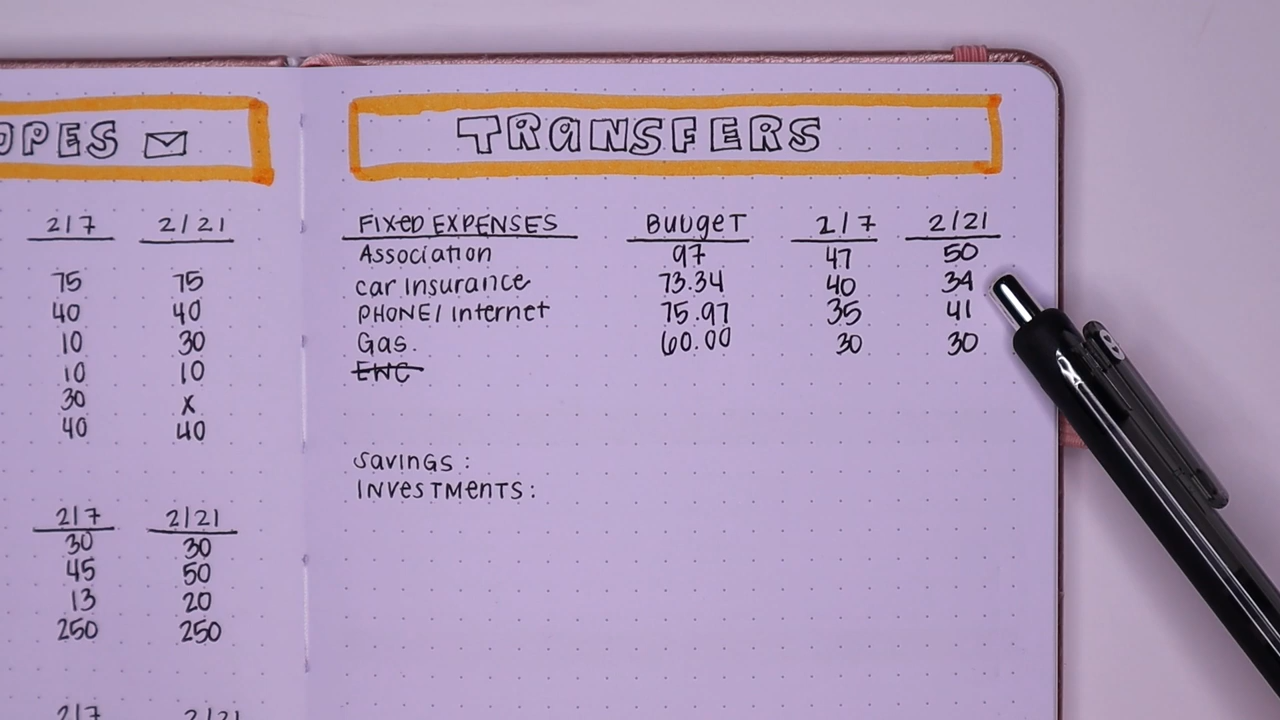 OPES
2/7 2/21
75 75
40 40
10 30
10 10
30 x
40 40
2/7 2/21
30 30
45 50
13 20
250 250
2/7 2/21
TRANSFERS
FIXED EXPENSES BUDGET 2/7 2/21
Association 97 47 50
car Insurance 73.34 40 34
PHONE/ Internet 75.97 35 41
Gas. 60.00 30 30
EWC
SAVINGS:
INVESTMENTS: